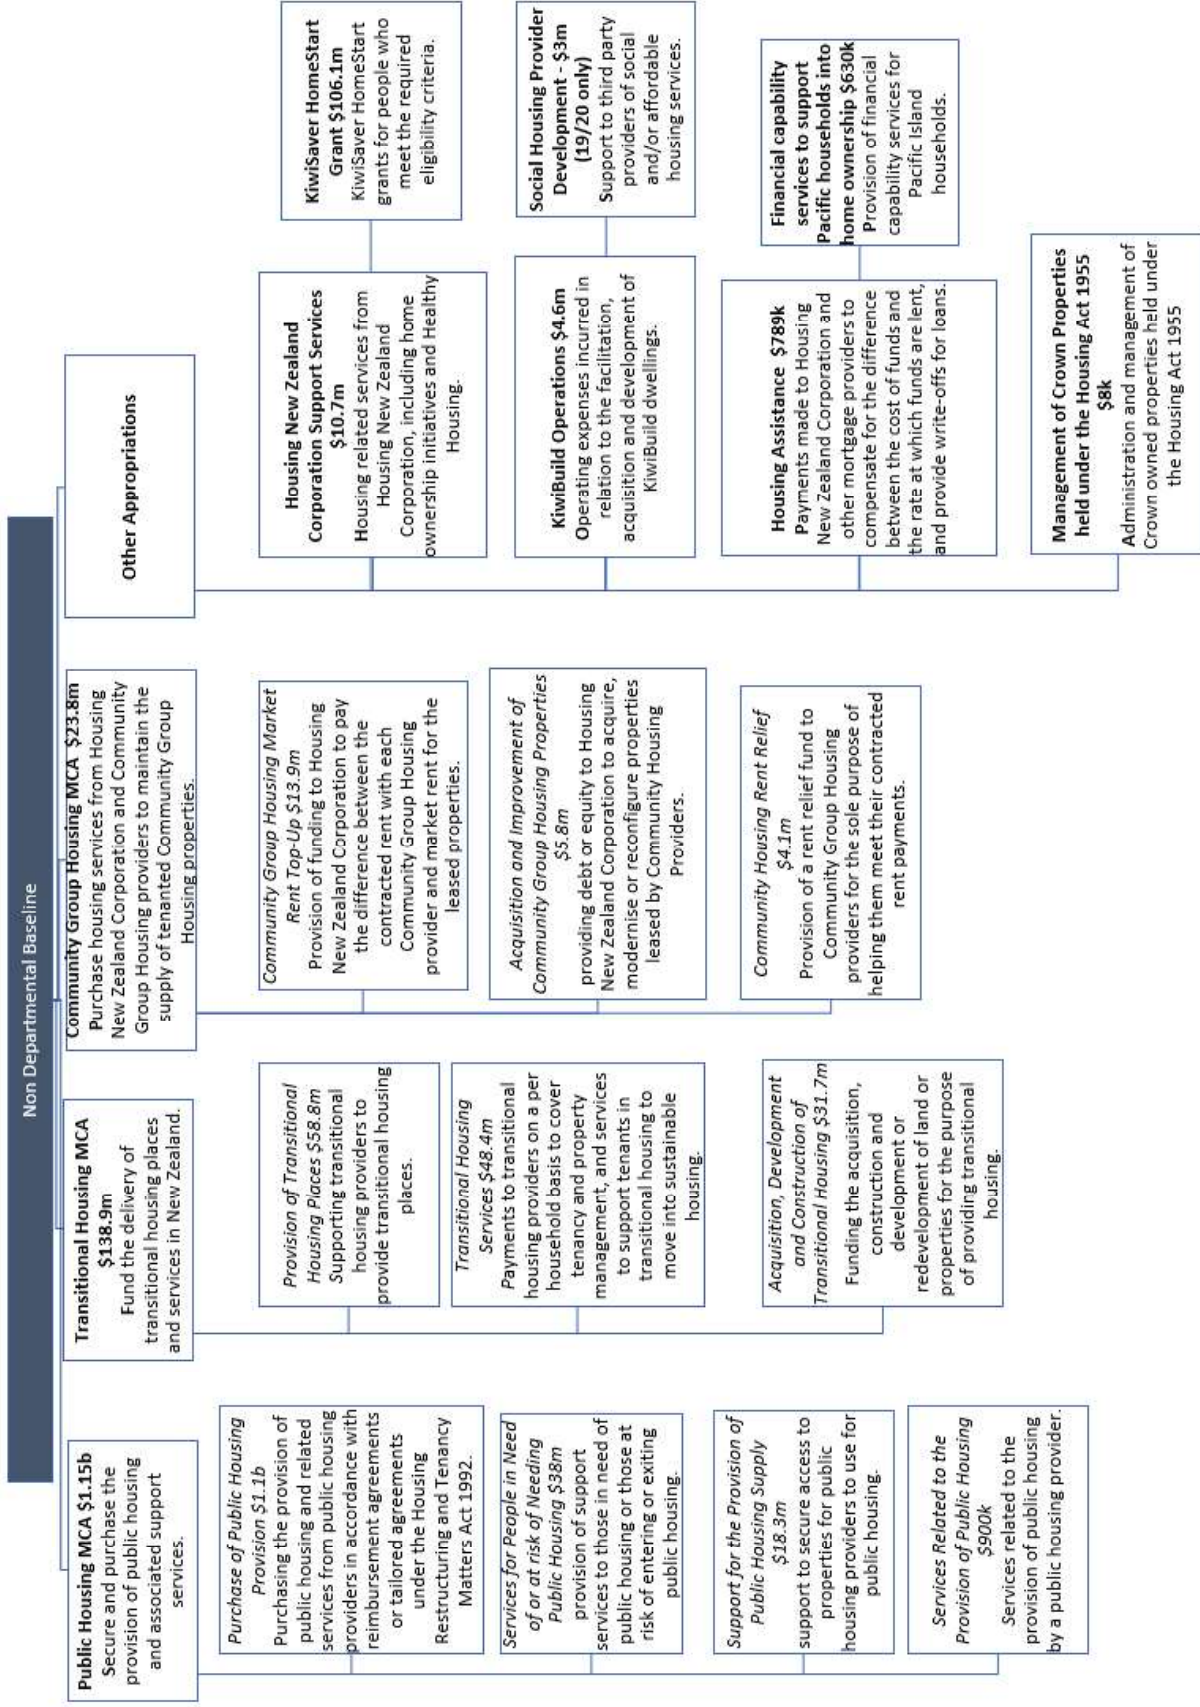 Non Departmental Baseline
Public Housing MCA $1.15b
Secure and purchase the
provision of public housing
and associated support
services.
Purchase of Public Housing
Provision $1.1b
Purchasing the provision of
public housing and related
services from public housing
providers in accordance with
reimbursement agreements
or tailored agreements
under the Housing
Restructuring and Tenancy
Matters Act 1992.
Services for People in Need
of or at risk of Needing
Public Housing $38m
provision of support
services to those in need of
public housing or those at
risk of entering or exiting
public housing.
Support for the Provision of
Public Housing Supply
$18.3m
support to secure access to
properties for public
housing providers to use for
public housing.
Services Related to the
Provision of Public Housing
$900k
Services related to the
provision of public housing
by a public housing provider.
Transitional Housing MCA
$138.9m
Fund the delivery of
transitional housing places
and services in New Zealand.
Provision of Transitional
Housing Places $58.8m
Supporting transitional
housing providers to
provide transitional housing
places.
Transitional Housing
Services $48.4m
Payments to transitional
housing providers on a per
household basis to cover
tenancy and property
management, and services
to support tenants in
transitional housing to
move into sustainable
housing.
Acquisition, Development
and Construction of
Transitional Housing $31.7m
Funding the acquisition,
construction and
development or
redevelopment of land or
properties for the purpose
of providing transitional
housing.
Community Group Housing MCA $23.8m
Purchase housing services from Housing
New Zealand Corporation and Community
Group Housing providers to maintain the
supply of tenanted Community Group
Housing properties.
Community Group Housing Market
Rent Top-Up $13.9m
Provision of funding to Housing
New Zealand Corporation to pay
the difference between the
contracted rent with each
Community Group Housing
provider and market rent for the
leased properties.
Acquisition and Improvement of
Community Group Housing Properties
$5.8m
providing debt or equity to Housing
New Zealand Corporation to acquire,
modernise or reconfigure properties
leased by Community Housing
Providers.
Community Housing Rent Relief
$4.1m
Provision of a rent relief fund to
Community Group Housing
providers for the sole purpose of
helping them meet their contracted
rent payments.
Other Appropriations
Housing New Zealand
Corporation Support Services
$10.7m
Housing related services from
Housing New Zealand
Corporation, including home
ownership initiatives and Healthy
Housing.
KiwiSaver HomeStart
Grant $106.1m
KiwiSaver HomeStart
grants for people who
meet the required
eligibility criteria.
KiwiBuild Operations $4.6m
Operating expenses incurred in
relation to the facilitation,
acquisition and development of
KiwiBuild dwellings.
Social Housing Provider
Development - $3m
(19/20 only)
Support to third party
providers of social
and/or affordable
housing services.
Housing Assistance $789k
Payments made to Housing
New Zealand Corporation and
other mortgage providers to
compensate for the difference
between the cost of funds and
the rate at which funds are lent,
and provide write-offs for loans.
Financial capability
services to support
Pacific households into
home ownership $630k
Provision of financial
capability services for
Pacific Island
households.
Management of Crown Properties
held under the Housing Act 1955
$8k
Administration and management of
Crown owned properties held under
the Housing Act 1955